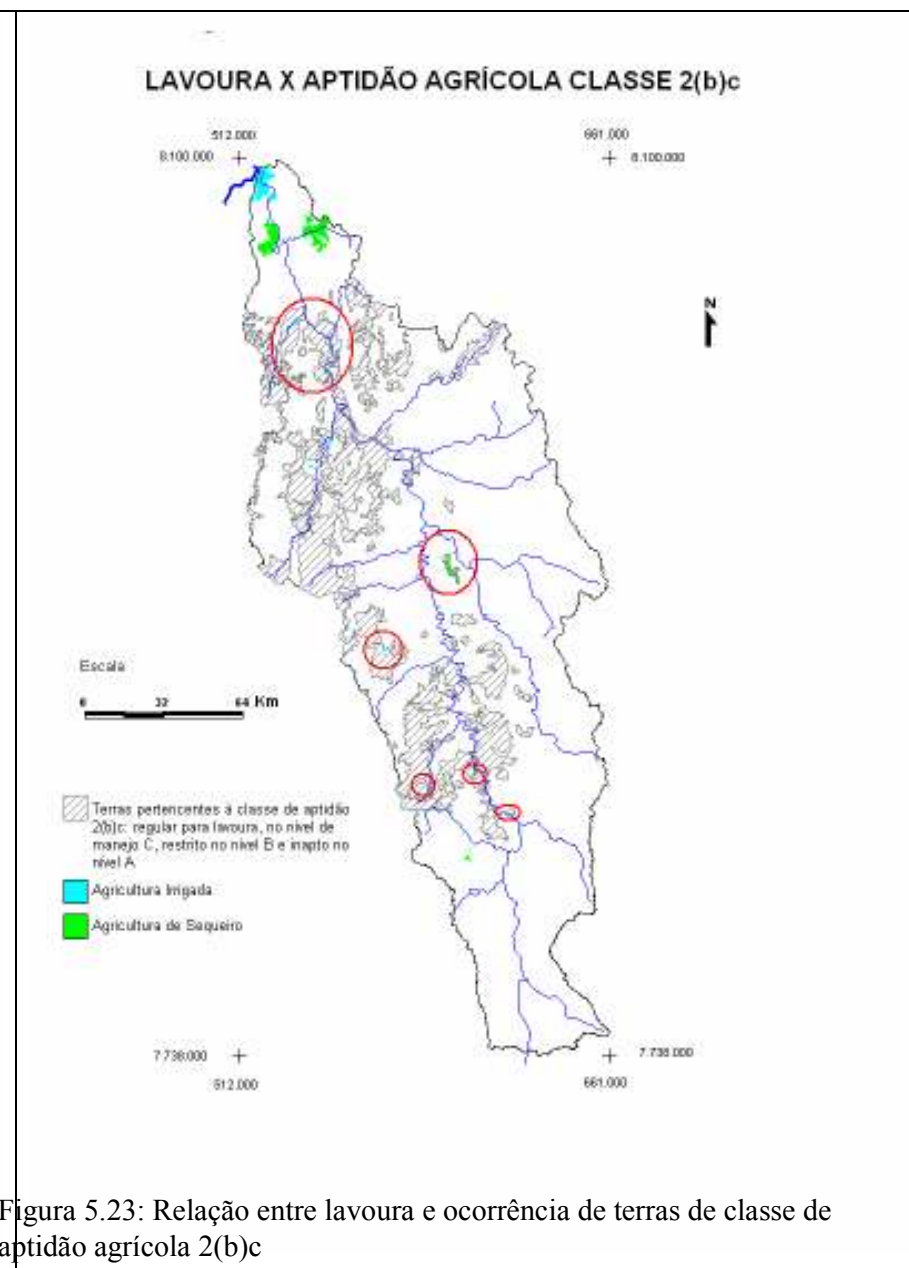 LAVOURA X APTIDÃO AGRÍCOLA CLASSE 2(b)c
512.000
661.000
8.100.000
8.100.000
N
Escala
0 32 64 Km
Terras pertencentes à classe de aptidão
2(b)c: regular para lavoura, no nível de
manejo C, restrito no nível B e inapto no
nível A
Agricultura Irrigada
Agricultura de Sequeiro
7.738.000
7.738.000
512.000
661.000
Figura 5.23: Relação entre lavoura e ocorrência de terras de classe de
aptidão agrícola 2(b)c